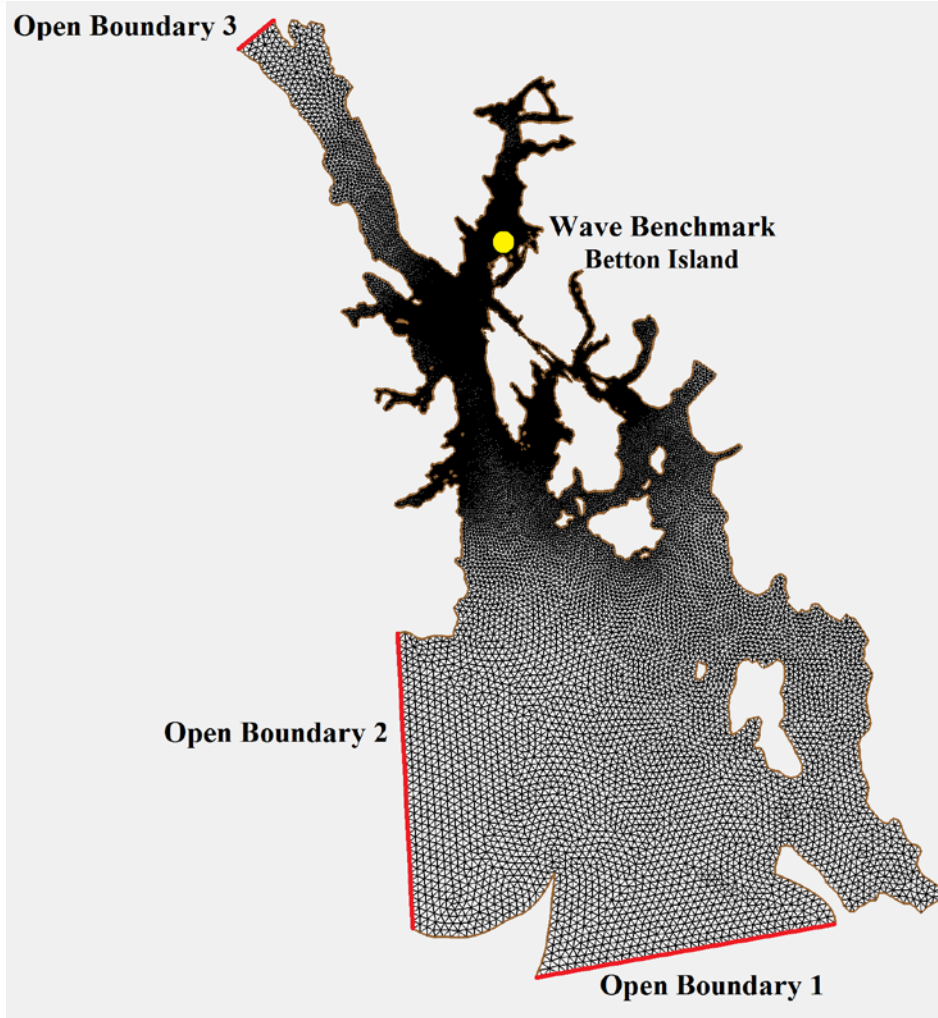 Open Boundary 3
Wave Benchmark
Betton Island
Open Boundary 2
Open Boundary 1